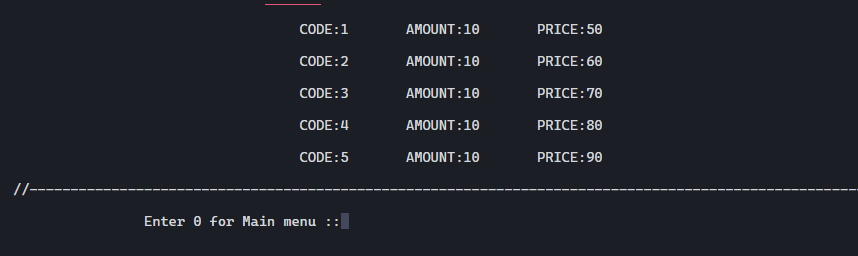 CODE:1 AMOUNT:10 PRICE:50
CODE:2 AMOUNT:10 PRICE:60
CODE:3 AMOUNT:10 PRICE:70
CODE:4 AMOUNT:10 PRICE:80
CODE:5 AMOUNT:10 PRICE:90
//------------------------------------------------------------------------------------------------------
Enter 0 for Main menu ::